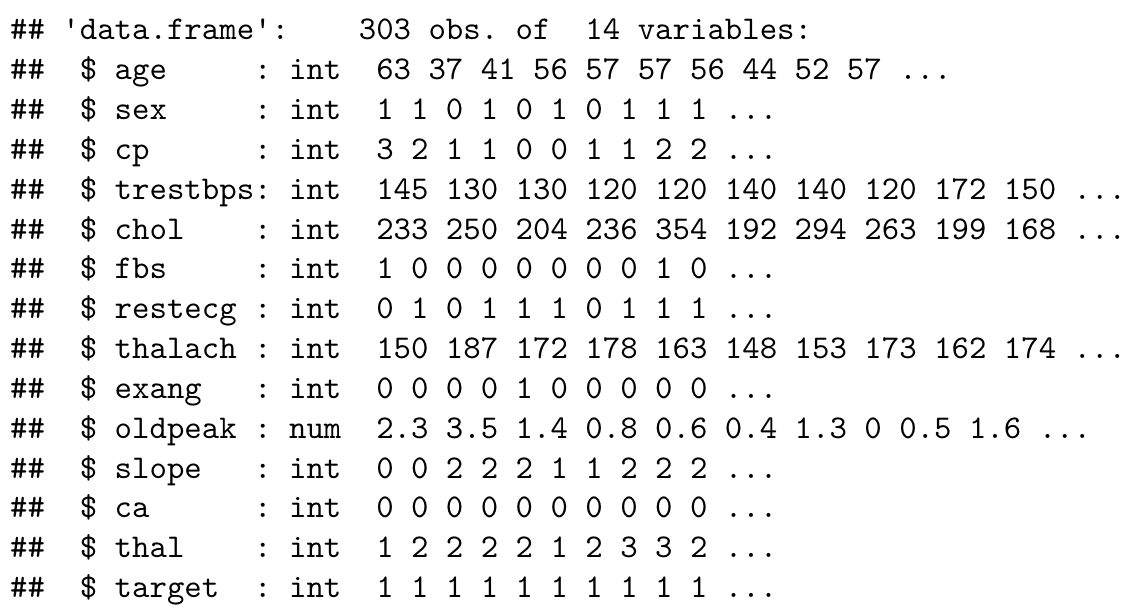 ## 'data.frame':    303 obs. of  14 variables:
##  $ age     : int  63 37 41 56 57 57 56 44 52 57 ...
##  $ sex     : int  1 1 0 1 0 1 0 1 1 1 ...
##  $ cp      : int  3 2 1 1 0 0 1 1 2 2 ...
##  $ trestbps: int  145 130 130 120 120 140 140 120 172 150 ...
##  $ chol    : int  233 250 204 236 354 192 294 263 199 168 ...
##  $ fbs     : int  1 0 0 0 0 0 0 0 1 0 ...
##  $ restecg : int  0 1 0 1 1 1 0 1 1 1 ...
##  $ thalach : int  150 187 172 178 163 148 153 173 162 174 ...
##  $ exang   : int  0 0 0 0 1 0 0 0 0 0 ...
##  $ oldpeak : num  2.3 3.5 1.4 0.8 0.6 0.4 1.3 0 0.5 1.6 ...
##  $ slope   : int  0 0 2 2 2 1 1 2 2 2 ...
##  $ ca      : int  0 0 0 0 0 0 0 0 0 0 ...
##  $ thal    : int  1 2 2 2 2 1 2 3 3 2 ...
##  $ target  : int  1 1 1 1 1 1 1 1 1 1 ...